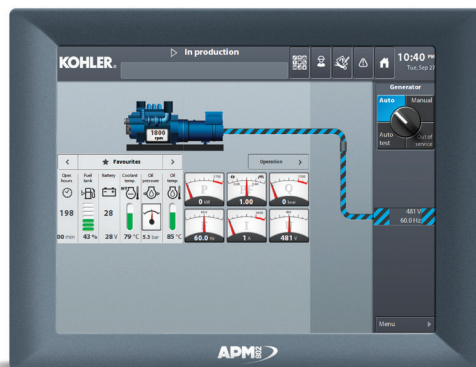 KOHLER.
In production
10:40 PM
Tue, Sep 27
Generator
Auto Manual
Auto test
Out of service
1800 rpm
Favourites
Operation
Oper. hours
Fuel tank
Battery
Coolant temp.
Oil pressure
Oil temp
198
28
00 min
43 %
28 V
79 °C
5.3 bar
85 °C
P
0 kW
1.00
Q
0 kvar
60.0 Hz
I
1 A
481 V
481 V
60.0 Hz
Menu
APM802